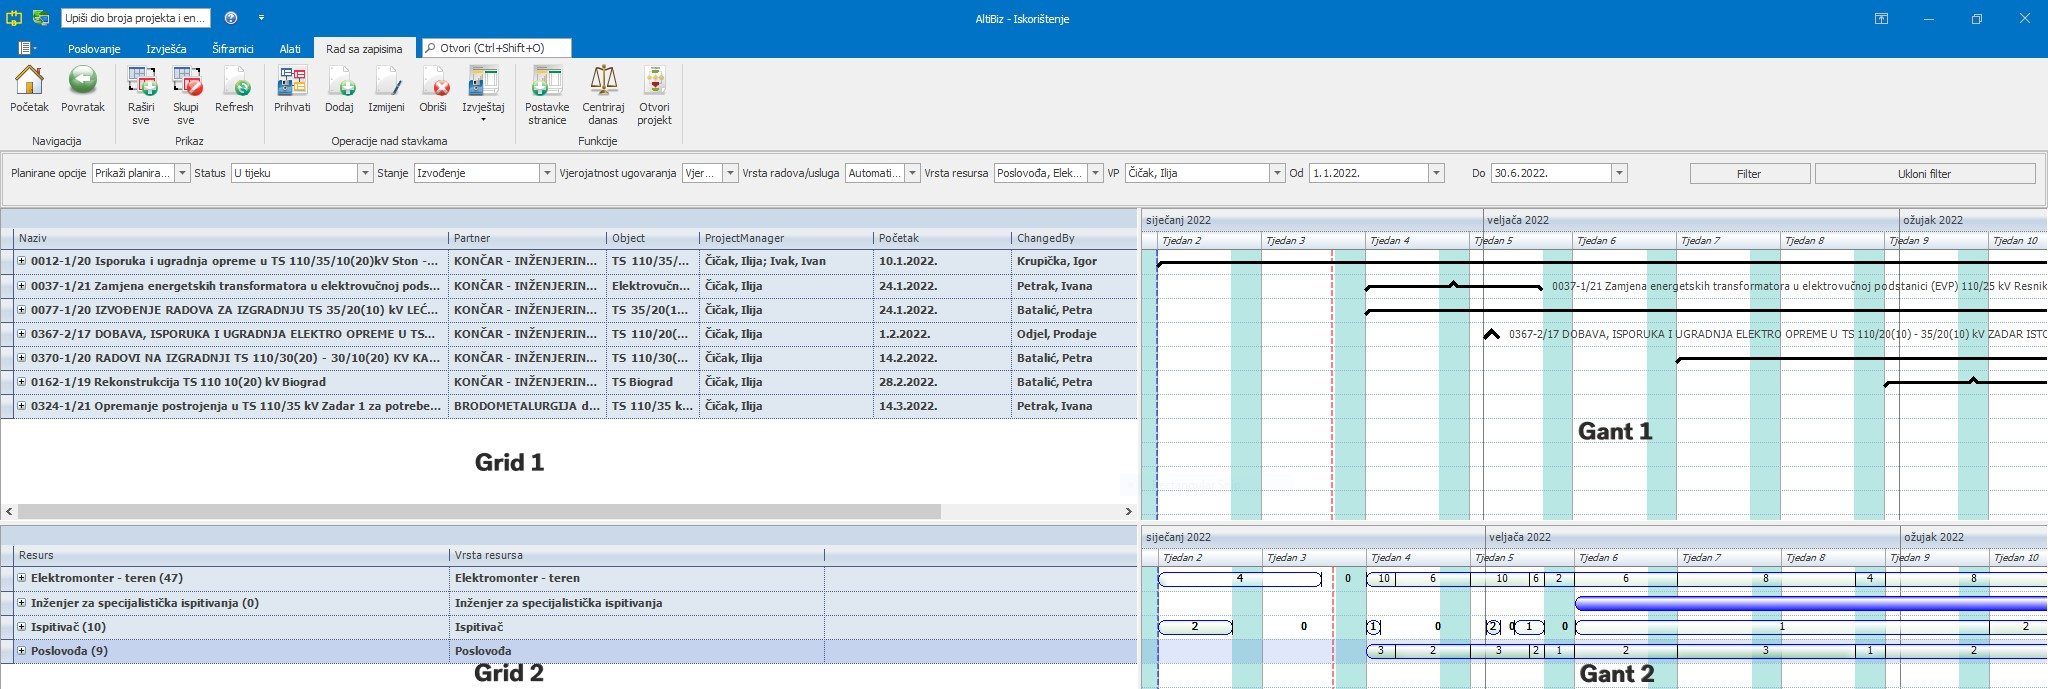 Upiši dio broja projekta i en...
AltiBiz - Iskorištenje
Poslovanje Izvješća Šifrarnici Alati Rad sa zapisima Otvori (Ctrl+Shift+O)
Početak Povratak Raširi sve Skupi sve Refresh Prihvati Dodaj Izmijeni Obriši Izvještaj Postavke stranice Centriraj danas Otvori projekt
Navigacija Prikaz Operacije nad stavkama Funkcije
Planirane opcije Prikaži planira... Status U tijeku Stanje Izvođenje Vjerojatnost ugovaranja Vjer... Vrsta radova/usluga Automati... Vrsta resursa Poslovođa, Elek... VP Čičak, Ilija Od 1.1.2022. Do 30.6.2022. Filter Ukloni filter
siječanj 2022 veljača 2022 ožujak 2022
Naziv Partner Object ProjectManager Početak ChangedBy Tjedan 2 Tjedan 3 Tjedan 4 Tjedan 5 Tjedan 6 Tjedan 7 Tjedan 8 Tjedan 9 Tjedan 10
0012-1/20 Isporuka i ugradnja opreme u TS 110/35/10(20)kV Ston -... KONČAR - INŽENJERIN... TS 110/35/... Čičak, Ilija; Ivak, Ivan 10.1.2022. Krupička, Igor
0037-1/21 Zamjena energetskih transformatora u elektrovučnoj pods... KONČAR - INŽENJERIN... Elektrovučn... Čičak, Ilija 24.1.2022. Petrak, Ivana 0037-1/21 Zamjena energetskih transformatora u elektrovučnoj podstanici (EVP) 110/25 kV Resnik
0077-1/20 IZVOĐENJE RADOVA ZA IZGRADNJU TS 35/20(10) kV LEĆ... KONČAR - INŽENJERIN... TS 35/20(1... Čičak, Ilija 24.1.2022. Batalić, Petra
0367-2/17 DOBAVA, ISPORUKA I UGRADNJA ELEKTRO OPREME U TS... KONČAR - INŽENJERIN... TS 110/20(... Čičak, Ilija 1.2.2022. Odjel, Prodaje 0367-2/17 DOBAVA, ISPORUKA I UGRADNJA ELEKTRO OPREME U TS 110/20(10) - 35/20(10) kV ZADAR ISTO
0370-1/20 RADOVI NA IZGRADNJI TS 110/30(20) - 30/10(20) KV KA... KONČAR - INŽENJERIN... TS 110/30(... Čičak, Ilija 14.2.2022. Batalić, Petra
0162-1/19 Rekonstrukcija TS 110 10(20) kV Biograd KONČAR - INŽENJERIN... TS Biograd Čičak, Ilija 28.2.2022. Batalić, Petra
0324-1/21 Opremanje postrojenja u TS 110/35 kV Zadar 1 za potrebe... BRODOMETALURGIJA d... TS 110/35 k... Čičak, Ilija 14.3.2022. Petrak, Ivana
Gant 1
Grid 1
siječanj 2022 veljača 2022 ožujak 2022
Resurs Vrsta resursa Tjedan 2 Tjedan 3 Tjedan 4 Tjedan 5 Tjedan 6 Tjedan 7 Tjedan 8 Tjedan 9 Tjedan 10
Elektromonter - teren (47) Elektromonter - teren 4 0 10 6 10 6 2 6 8 4 8
Inženjer za specijalistička ispitivanja (0) Inženjer za specijalistička ispitivanja
Ispitivač (10) Ispitivač 2 0 1 0 2 0 1 0 1 2
Poslovođa (9) Poslovođa 3 2 3 2 1 2 3 1 2
Grid 2 Gant 2